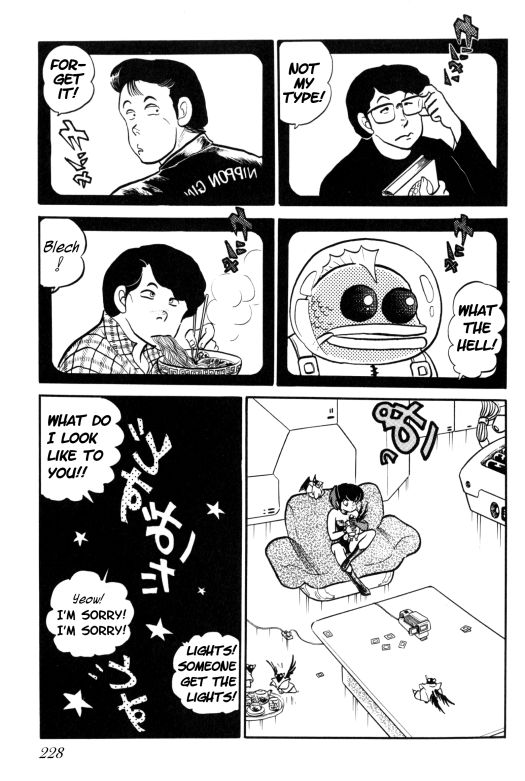 NOT
MY
TYPE!
FOR-
GET
IT!
NIPPON GIN
WHAT
THE
HELL!
Blech
!
WHAT DO
I LOOK
LIKE TO
YOU!!
Yeow!
I'M SORRY!
I'M SORRY!
LIGHTS!
SOMEONE
GET THE
LIGHTS!
228